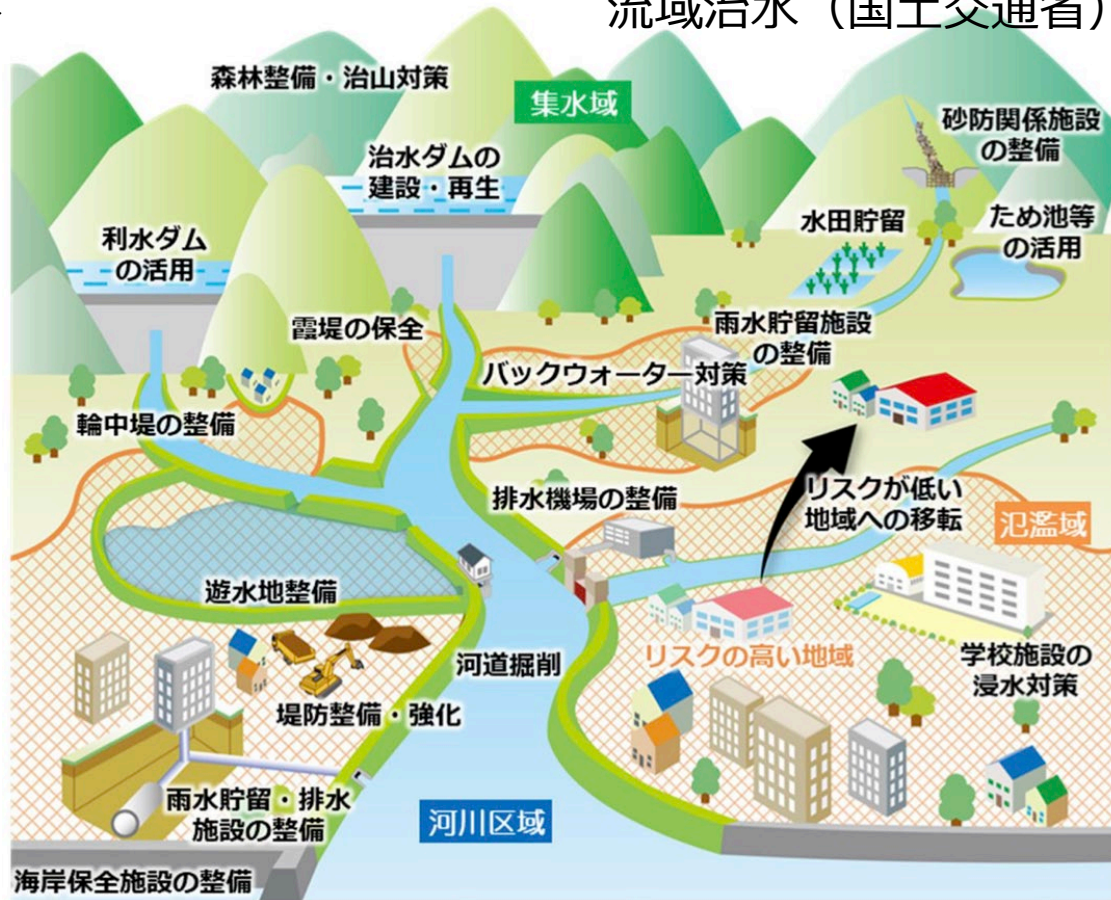 流域治水（国土交通省）
森林整備・治山対策
集水域
砂防関係施設
の整備
治水ダムの
建設・再生
水田貯留
ため池等
の活用
利水ダム
の活用
霞堤の保全
雨水貯留施設
の整備
バックウォーター対策
輪中堤の整備
排水機場の整備
リスクが低い
地域への移転
氾濫域
遊水地整備
リスクの高い地域
学校施設の
浸水対策
河道掘削
堤防整備・強化
雨水貯留・排水
施設の整備
河川区域
海岸保全施設の整備